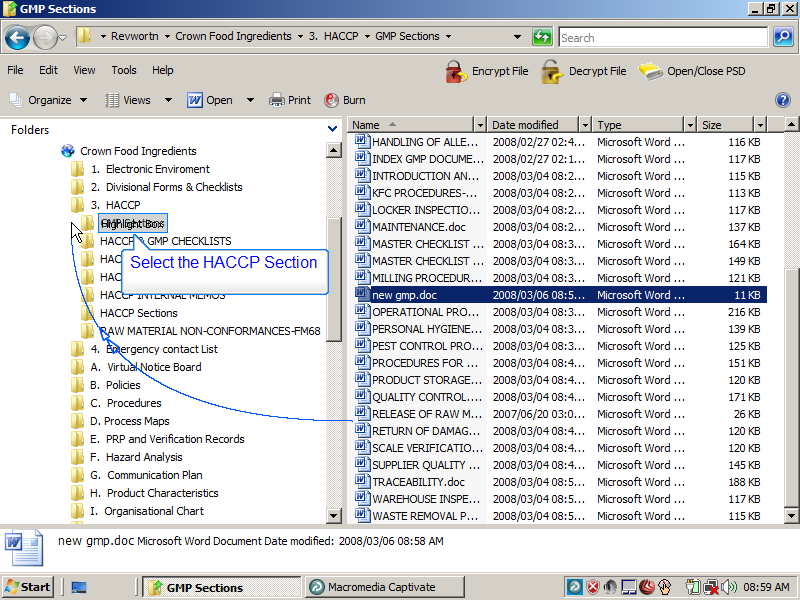 GMP Sections
Revwortn Crown Food Ingredients 3. HACCP GMP Sections Search
File Edit View Tools Help Encrypt File Decrypt File Open/Close PSD
Organize Views Open Print Burn
Folders
Crown Food Ingredients
1. Electronic Enviroment
2. Divisional Forms & Checklists
3. HACCP
Highlight Box
HACCP GMP CHECKLISTS
Select the HACCP Section
HAC
HAC
HACCP INTERNAL MEMOS
HACCP Sections
RAW MATERIAL NON-CONFORMANCES-FM68
4. Emergency contact List
A. Virtual Notice Board
B. Policies
C. Procedures
D. Process Maps
E. PRP and Verification Records
F. Hazard Analysis
G. Communication Plan
H. Product Characteristics
I. Organisational Chart
Name Date modified Type Size
HANDLING OF ALLE... 2008/02/27 02:4... Microsoft Word ... 116 KB
INDEX GMP DOCUME... 2008/02/27 02:1... Microsoft Word ... 117 KB
INTRODUCTION AN... 2008/03/04 08:4... Microsoft Word ... 115 KB
KFC PROCEDURES-... 2008/03/04 08:4... Microsoft Word ... 113 KB
LOCKER INSPECTIO... 2008/03/04 08:4... Microsoft Word ... 117 KB
MAINTENANCE.doc 2008/03/04 08:4... Microsoft Word ... 137 KB
MASTER CHECKLIST ... 2008/03/04 08:4... Microsoft Word ... 164 KB
MASTER CHECKLIST ... 2008/03/04 08:4... Microsoft Word ... 149 KB
MILLING PROCEDUR... 2008/03/04 08:4... Microsoft Word ... 121 KB
new gmp.doc 2008/03/06 08:5... Microsoft Word ... 11 KB
OPERATIONAL PRO... 2008/03/04 08:4... Microsoft Word ... 216 KB
PERSONAL HYGIENE... 2008/03/04 08:4... Microsoft Word ... 139 KB
PEST CONTROL PRO... 2008/03/04 08:4... Microsoft Word ... 125 KB
PROCEDURES FOR ... 2008/03/04 08:4... Microsoft Word ... 151 KB
PRODUCT STORAGE... 2008/03/04 08:4... Microsoft Word ... 120 KB
QUALITY CONTROL... 2008/03/04 08:4... Microsoft Word ... 171 KB
RELEASE OF RAW M... 2007/06/20 03:0... Microsoft Word ... 26 KB
RETURN OF DAMAG... 2008/03/04 08:5... Microsoft Word ... 120 KB
SCALE VERIFICATIO... 2008/03/04 08:5... Microsoft Word ... 120 KB
SUPPLIER QUALITY ... 2008/03/04 08:5... Microsoft Word ... 145 KB
TRACEABILITY.doc 2008/03/04 08:5... Microsoft Word ... 188 KB
WAREHOUSE INSPE... 2008/03/04 08:5... Microsoft Word ... 117 KB
WASTE REMOVAL P... 2008/03/04 08:5... Microsoft Word ... 115 KB
new gmp.doc Microsoft Word Document Date modified: 2008/03/06 08:58 AM
Start GMP Sections Macromedia Captivate 08:59 AM